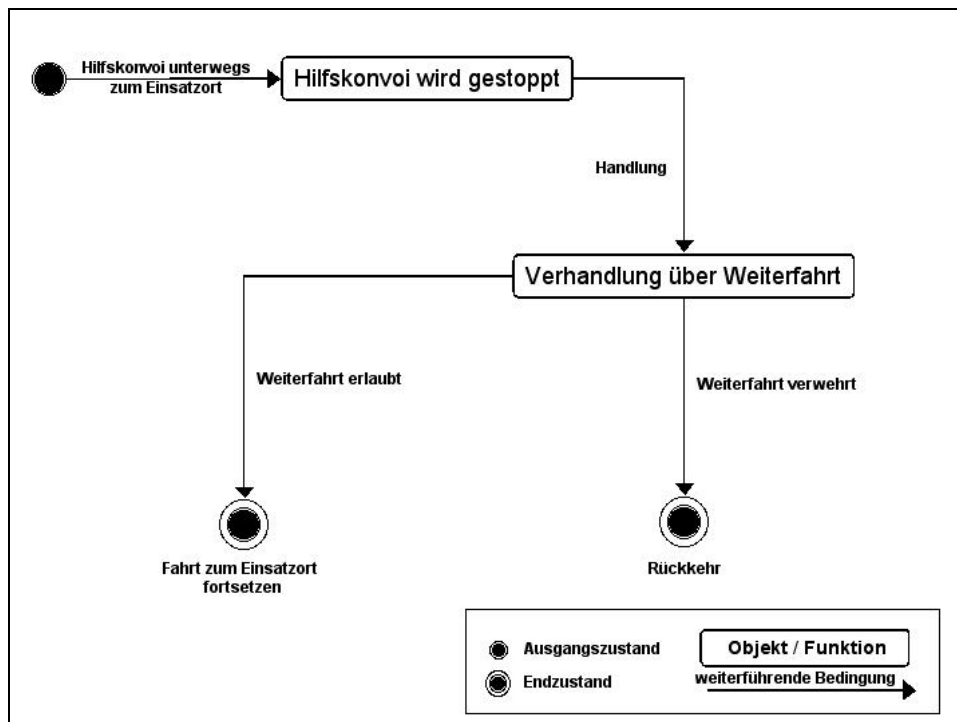 Hilfskonvoi unterwegs
zum Einsatzort
Hilfskonvoi wird gestoppt
Handlung
Verhandlung über Weiterfahrt
Weiterfahrt erlaubt
Weiterfahrt verwehrt
Fahrt zum Einsatzort
fortsetzen
Rückkehr
Ausgangszustand
Objekt / Funktion
Endzustand
weiterführende Bedingung